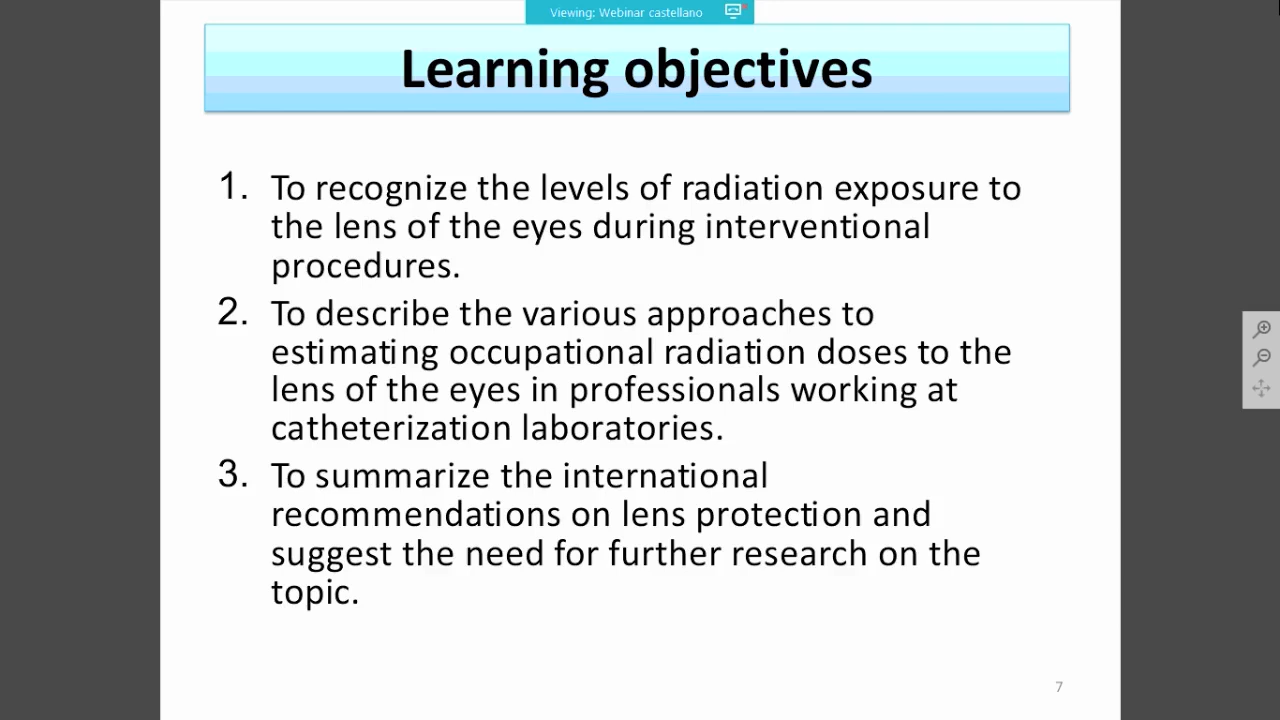 Viewing: Webinar castellano
Learning objectives
1. To recognize the levels of radiation exposure to
the lens of the eyes during interventional
procedures.
2. To describe the various approaches to
estimating occupational radiation doses to the
lens of the eyes in professionals working at
catheterization laboratories.
3. To summarize the international
recommendations on lens protection and
suggest the need for further research on the
topic.
7